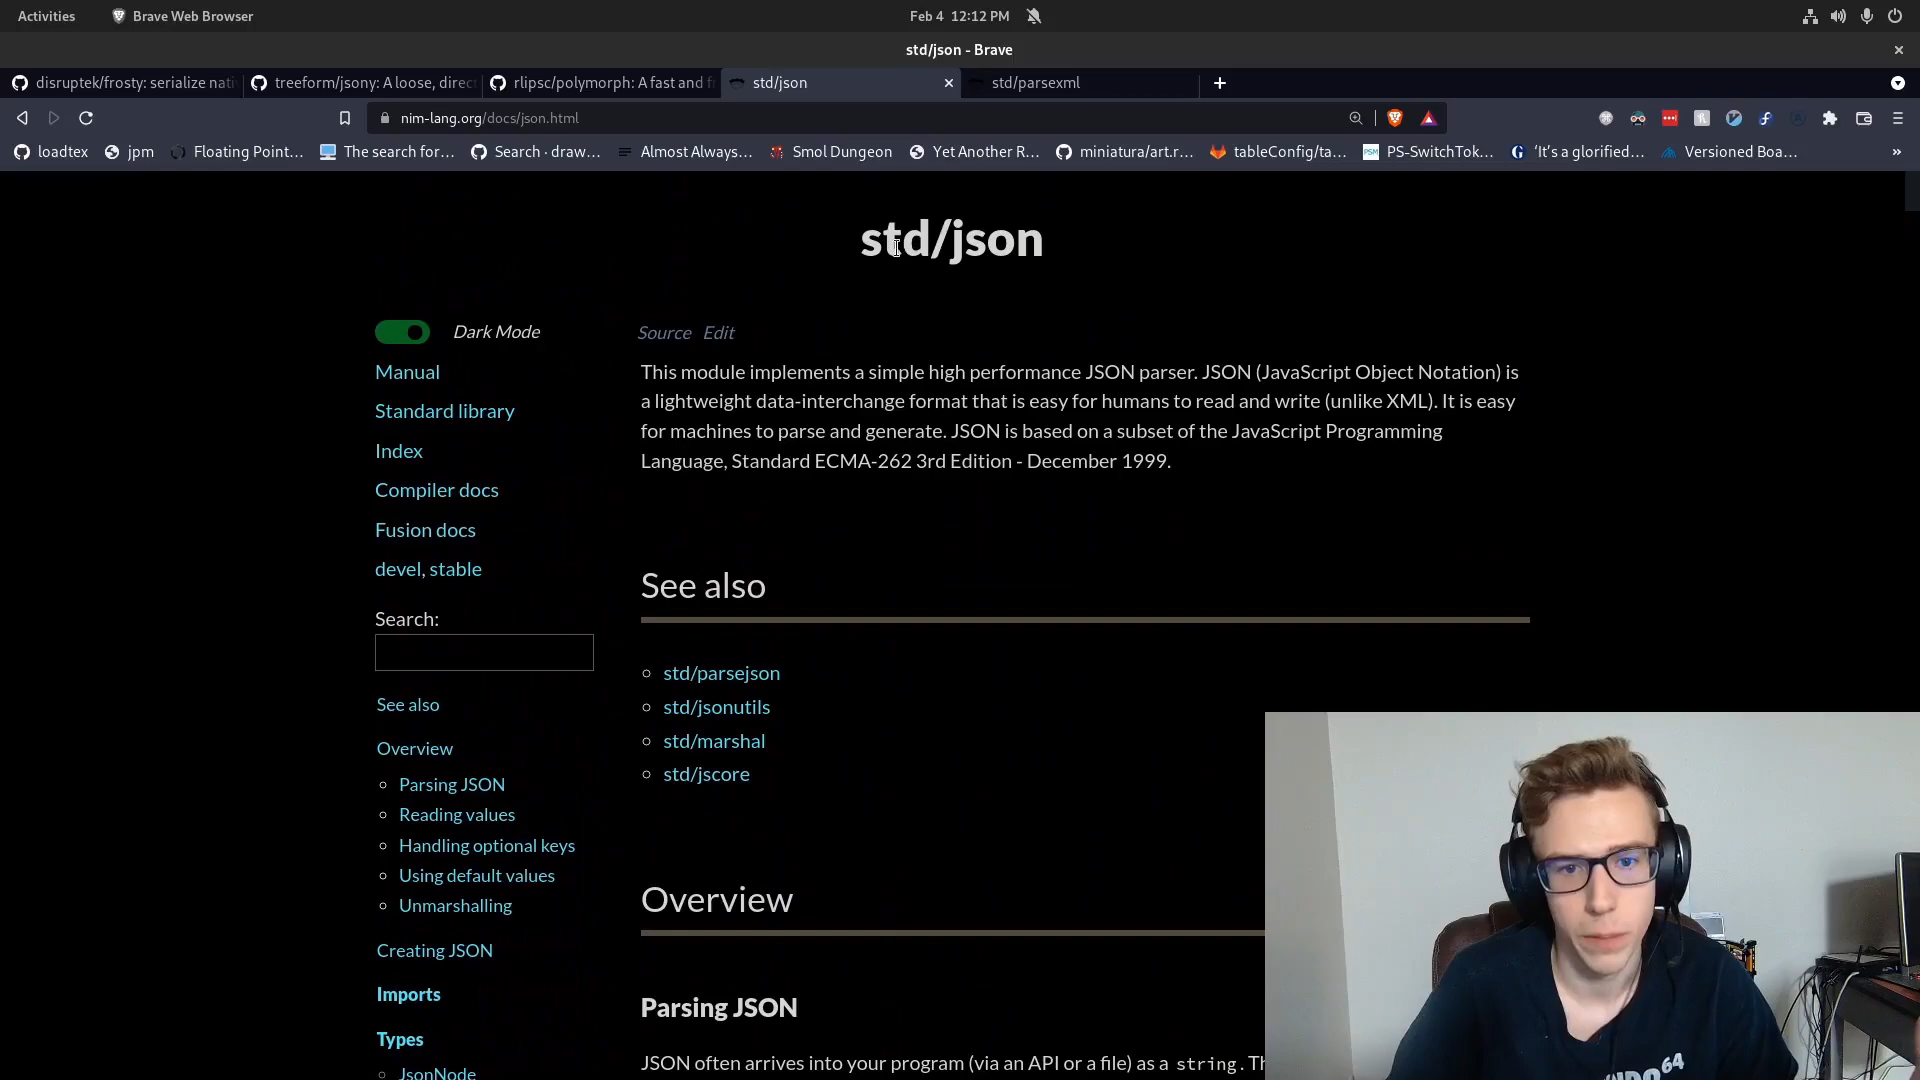 Activities
Brave Web Browser
Feb 4 12:12 PM
std/json - Brave
disruptek/frosty: serialize nati
treeform/jsony: A loose, direc
rlipsc/polymorph: A fast and f
std/json
std/parsexml
nim-lang.org/docs/json.html
loadtex
jpm
Floating Point...
The search for...
Search · draw...
Almost Always...
Smol Dungeon
Yet Another R...
miniatura/art.r...
tableConfig/ta...
PS-SwitchTok...
'It's a glorified...
Versioned Boa...
std/json
Dark Mode
Manual
Standard library
Index
Compiler docs
Fusion docs
devel, stable
Search:
See also
Overview
Parsing JSON
Reading values
Handling optional keys
Using default values
Unmarshalling
Creating JSON
Imports
Types
JsonNode
Source Edit
This module implements a simple high performance JSON parser. JSON (JavaScript Object Notation) is
a lightweight data-interchange format that is easy for humans to read and write (unlike XML). It is easy
for machines to parse and generate. JSON is based on a subset of the JavaScript Programming
Language, Standard ECMA-262 3rd Edition - December 1999.
See also
std/parsejson
std/jsonutils
std/marshal
std/jscore
Overview
Parsing JSON
JSON often arrives into your program (via an API or a file) as a string. Th
64